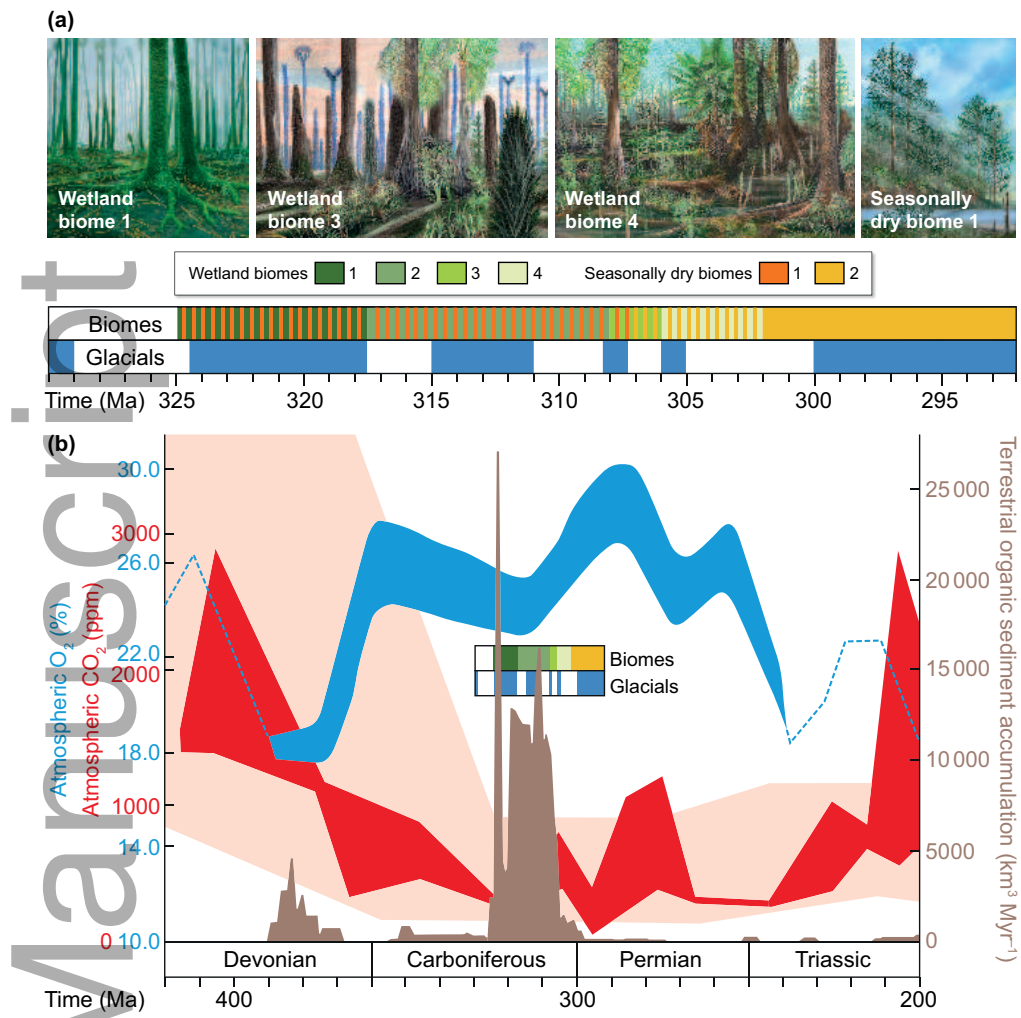 (a)
Wetland
biome 1
Wetland
biome 3
Wetland
biome 4
Seasonally
dry biome 1
Wetland biomes 1 2 3 4 Seasonally dry biomes 1 2
Biomes
Glacials
Time (Ma) 325 320 315 310 305 300 295
(b)
Atmospheric O2 (%)
Atmospheric CO2 (ppm)
30.0
3000
26.0
22.0
2000
18.0
1000
14.0
0 10.0
Biomes
Glacials
25 000
20 000
15 000
10 000
5000
0
Terrestrial organic sediment accumulation (km³ Myr⁻¹)
Devonian Carboniferous Permian Triassic
Time (Ma) 400 300 200
Manuscript